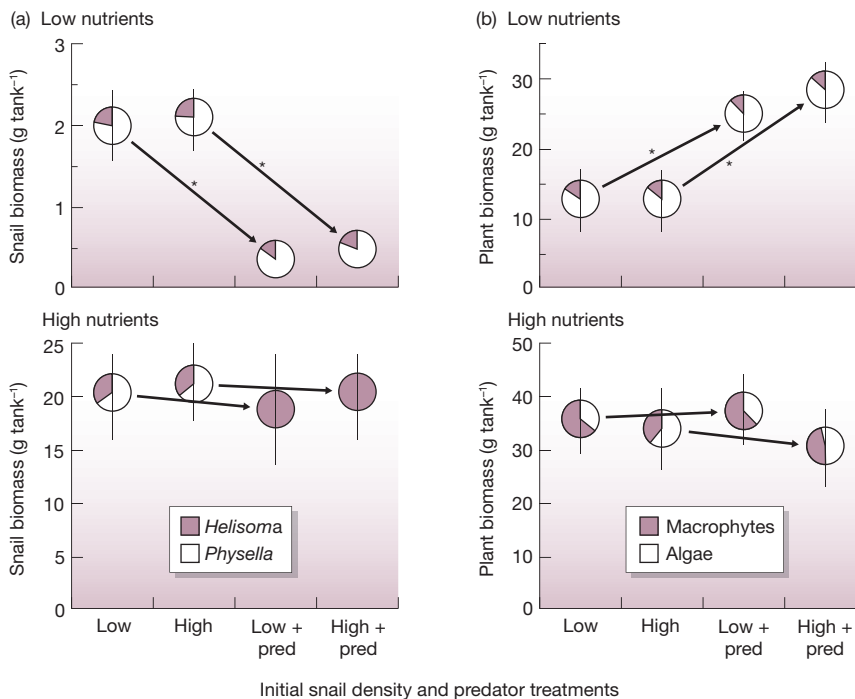 (a) Low nutrients
Snail biomass (g tank⁻¹)
3
2
1
0
*
*
(b) Low nutrients
Plant biomass (g tank⁻¹)
30
20
10
0
*
*
High nutrients
Snail biomass (g tank⁻¹)
25
20
15
10
5
0
Helisoma
Physella
Low
High
Low +
pred
High +
pred
High nutrients
Plant biomass (g tank⁻¹)
50
40
30
20
10
0
Macrophytes
Algae
Low
High
Low +
pred
High +
pred
Initial snail density and predator treatments